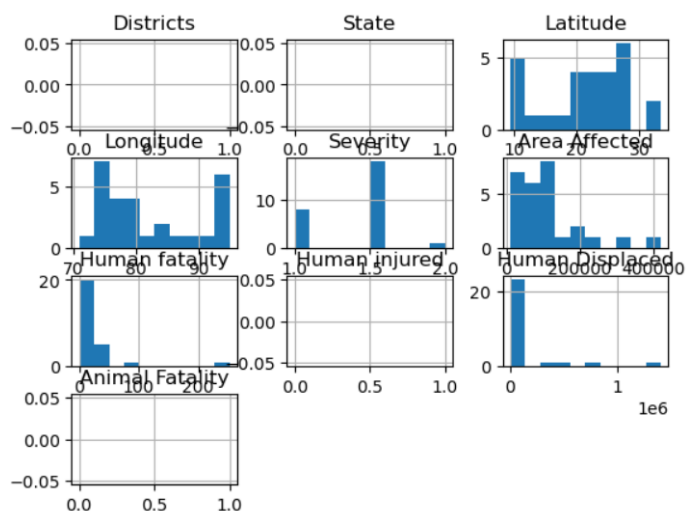 Districts State Latitude
0.05 0.05 5
0.00 0.00
−0.05 −0.05 0
0.0 0.5 1.0 0.0 0.5 1.0 10 20 30
Longitude Severity Area Affected
5 10 5
0 0 0
70 80 90 1.0 1.5 2.0 0 200000 400000
Human fatality Human injured Human Displaced
20 0.05 20
0.00
0 −0.05 0
0 100 200 0.0 0.5 1.0 0 1
1e6
Animal Fatality
0.05
0.00
−0.05
0.0 0.5 1.0